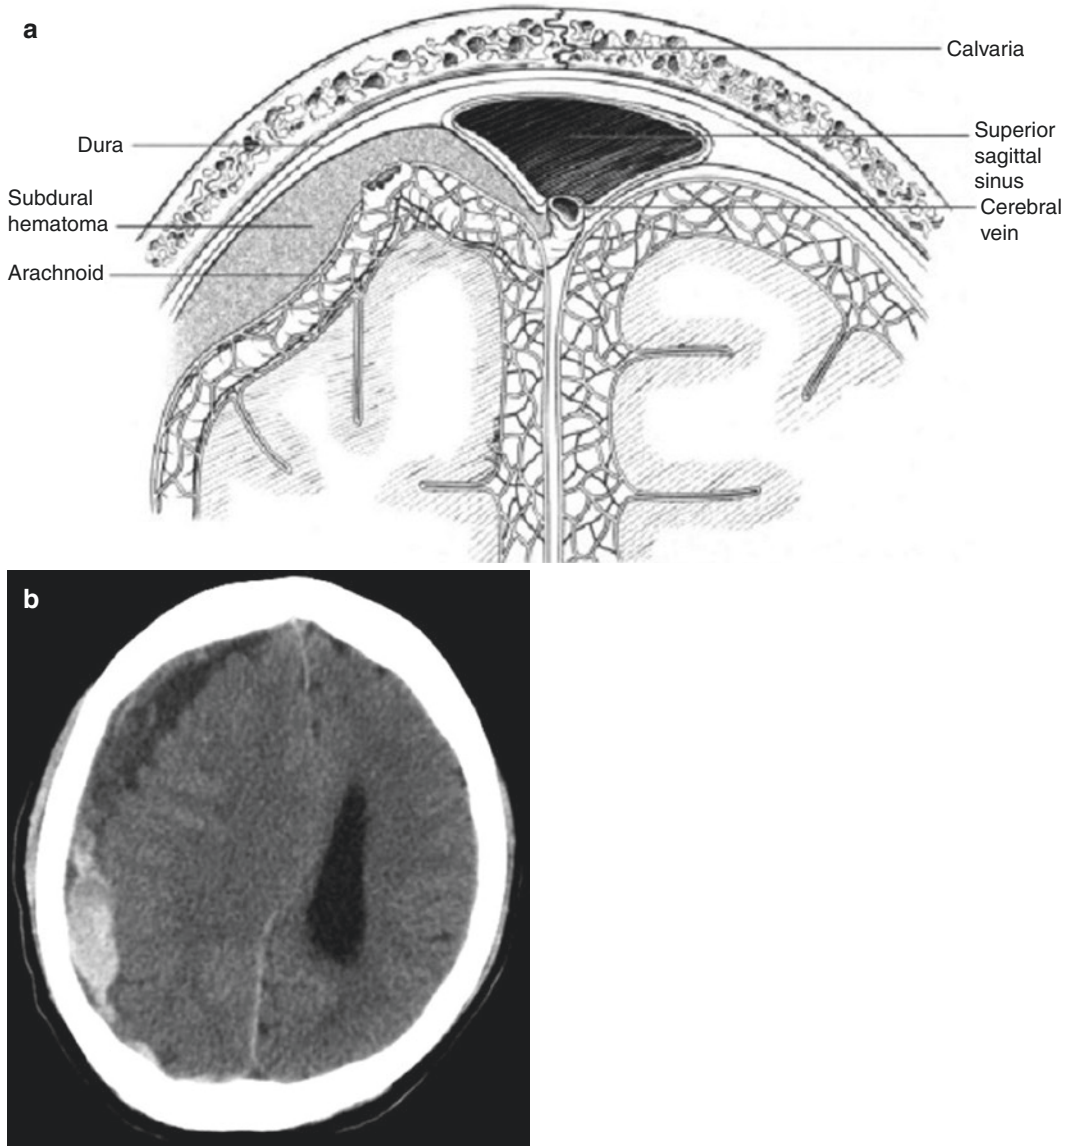 a
Calvaria
Dura
Superior
sagittal
sinus
Subdural
hematoma
Cerebral
vein
Arachnoid
b